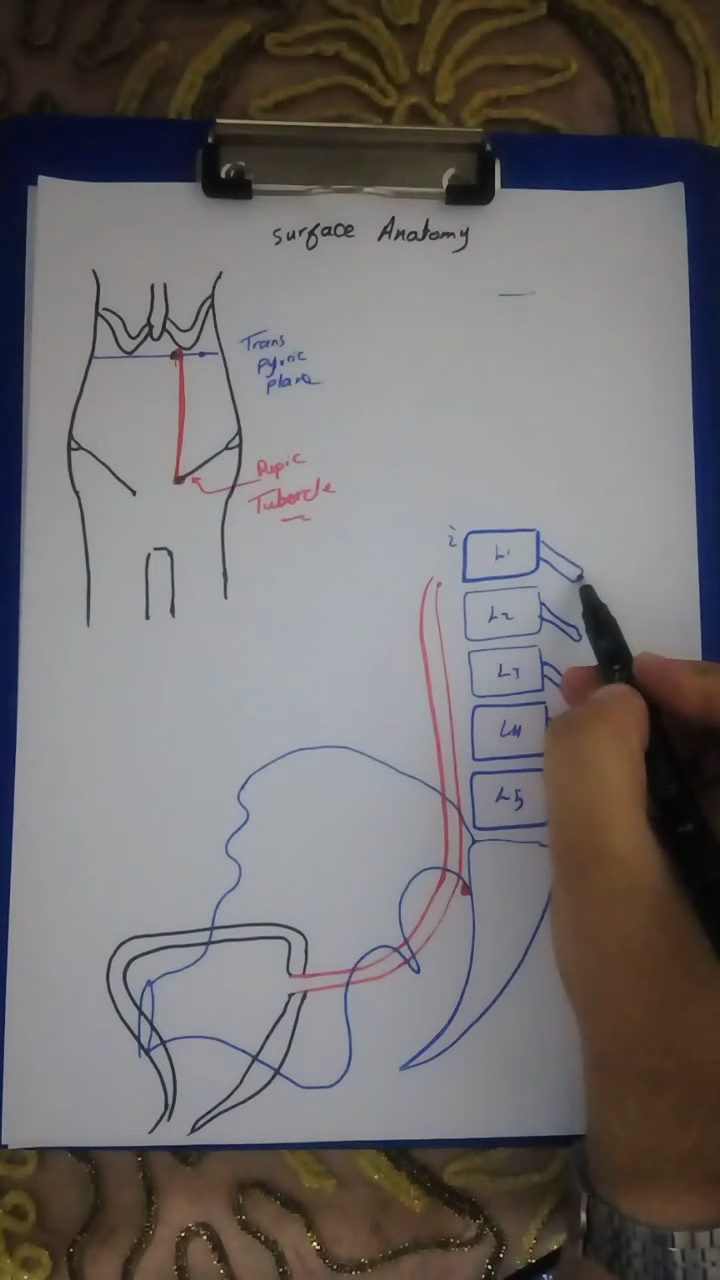 surface Anatomy
Trans
pyloric
plane
Pupic
Tubercle
i
L1
L2
L3
L4
L5